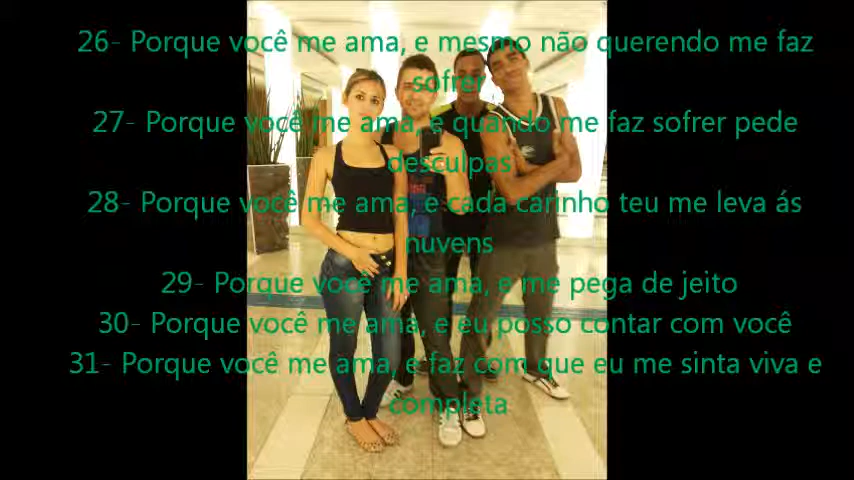 26- Porque você me ama, e mesmo não querendo me faz
sofrer
27- Porque você me ama, e quando me faz sofrer pede
desculpas
28- Porque você me ama, e cada carinho teu me leva ás
nuvens
29- Porque você me ama, e me pega de jeito
30- Porque você me ama, e eu posso contar com você
31- Porque você me ama, e faz com que eu me sinta viva e
completa